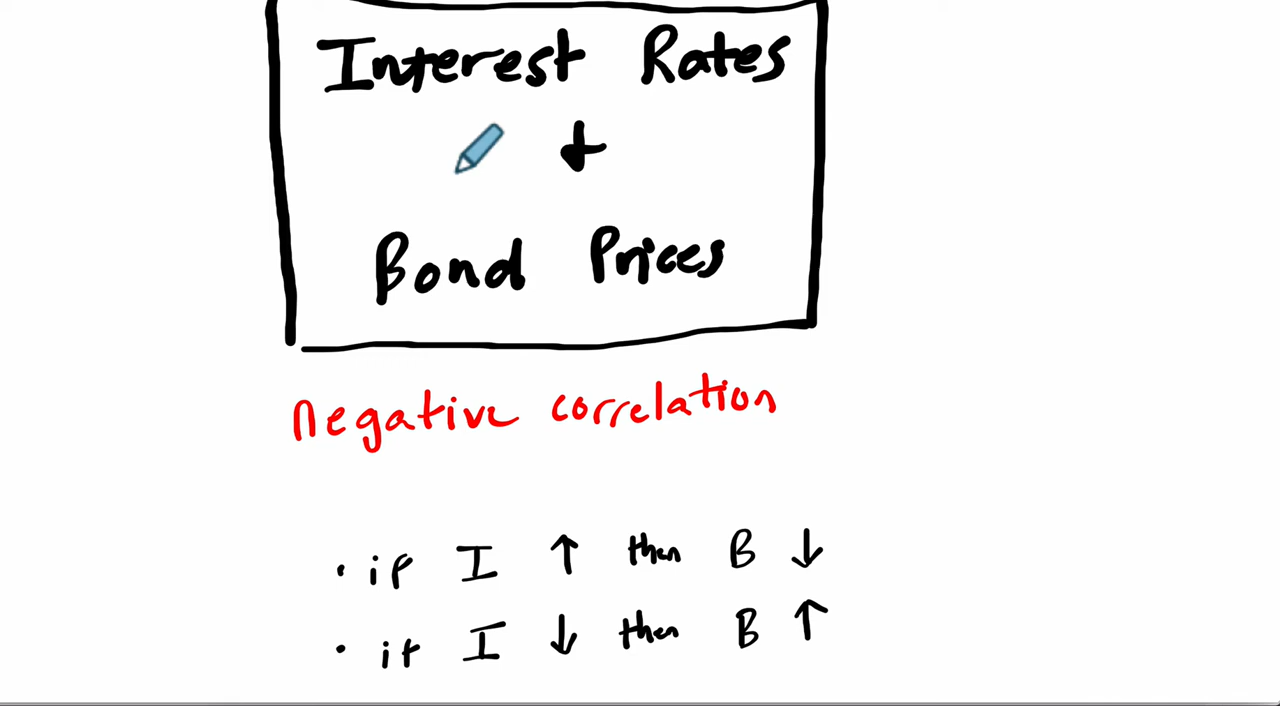 Interest Rates
+
Bond Prices
negative correlation
• if I ↑ then B ↓
• if I ↓ then B ↑